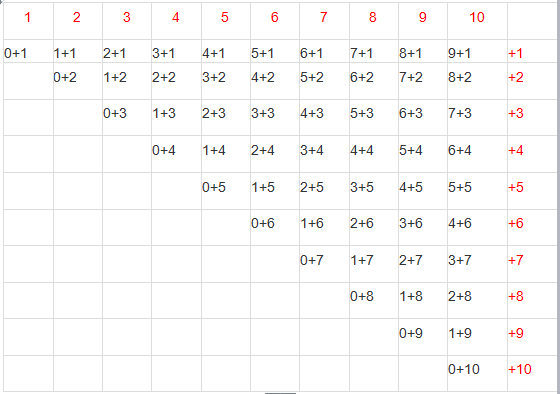 1 2 3 4 5 6 7 8 9 10
0+1 1+1 2+1 3+1 4+1 5+1 6+1 7+1 8+1 9+1 +1
0+2 1+2 2+2 3+2 4+2 5+2 6+2 7+2 8+2 +2
0+3 1+3 2+3 3+3 4+3 5+3 6+3 7+3 +3
0+4 1+4 2+4 3+4 4+4 5+4 6+4 +4
0+5 1+5 2+5 3+5 4+5 5+5 +5
0+6 1+6 2+6 3+6 4+6 +6
0+7 1+7 2+7 3+7 +7
0+8 1+8 2+8 +8
0+9 1+9 +9
0+10 +10